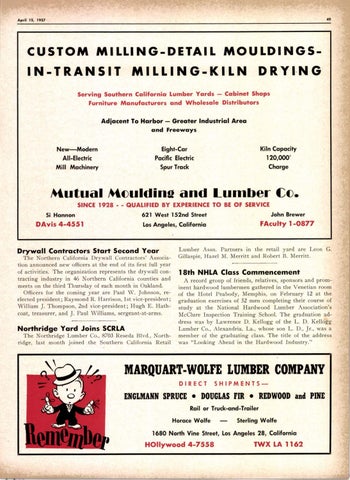 April 15, 1957
49
CUSTOM MILLING-DETAIL MOULDINGS-
IN-TRANSIT MILLING-KILN DRYING
Serving Southern California Lumber Yards — Cabinet Shops
Furniture Manufacturers and Wholesale Distributors
Adjacent To Harbor — Greater Industrial Area
and Freeways
New—Modern
All-Electric
Mill Machinery
Eight-Car
Pacific Electric
Spur Track
Kiln Capacity
120,000'
Charge
Mutual Moulding and Lumber Co.
SINCE 1928 - - QUALIFIED BY EXPERIENCE TO BE OF SERVICE
Si Hannon
DAvis 4-4551
621 West 152nd Street
Los Angeles, California
John Brewer
FAculty 1-0877
Drywall Contractors Start Second Year
The Northern California Drywall Contractors' Associa-
tion announced new officers at the end of its first full year
of activities. The organization represents the drywall con-
tracting industry in 46 Northern California counties and
meets on the third Thursday of each month in Oakland.
Officers for the coming year are Paul W. Johnson, re-
elected president; Raymond R. Harrison, 1st vice-president;
William J. Thompson, 2nd vice-president; Hugh E.
coat, treasurer, and J. Paul Williams, sergeant-at-arms.
Northridge Yard Joins SCRLA
The Northridge Lumber Co., 8701 Reseda Blvd., North-
ridge, last month joined the Southern California Retail
Lumber Assn. Partners in the retail yard are Leon G.
Gillaspie, Hazel M. Merritt and Robert B. Merritt.
18th NHLA Class Commencement
A record group of friends, relatives, sponsors and prom-
inent hardwood lumbermen gathered in the Venetian room
of the Hotel Peabody, Memphis, on February 12 at the
graduation exercises of 32 men completing their course of
study at the National Hardwood Lumber Association's
McClure Inspection Training School. The graduation ad-
dress was by Lawrence D. Kellogg of the L. D. Kellogg
Lumber Co., Alexandria, La., whose son L. D., Jr., was a
member of the graduating class. The title of the address
was "Looking Ahead in the Hardwood Industry."
Remember
MARQUART-WOLFE LUMBER COMPANY
DIRECT SHIPMENTS—
ENGLMANN SPRUCE • DOUGLAS FIR • REDWOOD and PINE
Rail or Truck-and-Trailer
Horace Wolfe — Sterling Wolfe
1680 North Vine Street, Los Angeles 28, California
HOllywood 4-7558 TWX LA 1162